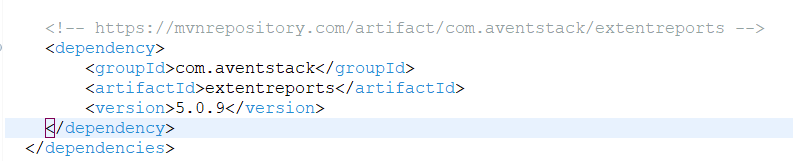 <!-- https://mvnrepository.com/artifact/com.aventstack/extentreports -->
<dependency>
<groupId>com.aventstack</groupId>
<artifactId>extentreports</artifactId>
<version>5.0.9</version>
</dependency>
</dependencies>